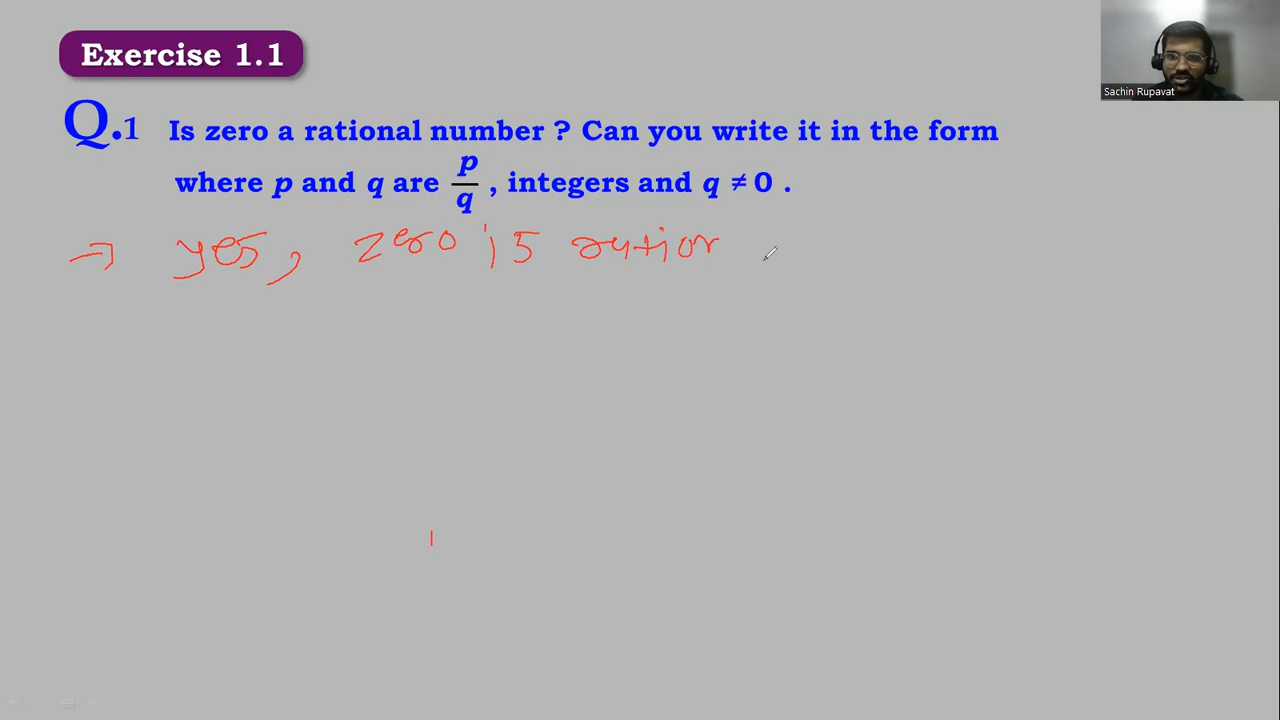 Sachin Rupavat
Exercise 1.1
Q.1 Is zero a rational number ? Can you write it in the form
where p and q are p/q , integers and q ≠ 0 .
→ yes, zero is ration